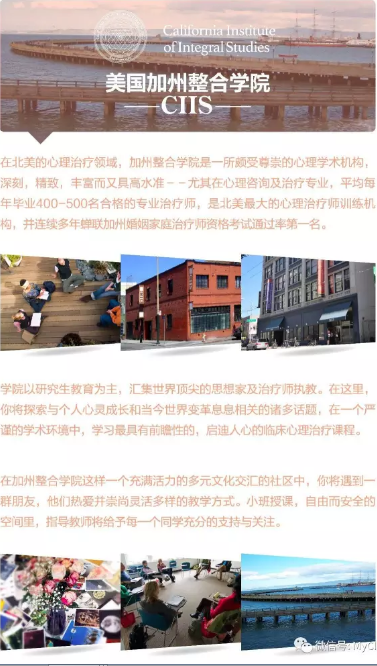 California Institute
of Integral Studies
美国加州整合学院
CIIS
在北美的心理治疗领域，加州整合学院是一所颇受尊崇的心理学术机构，
深刻，精致，丰富而又具高水准－－尤其在心理咨询及治疗专业，平均每
年毕业400-500名合格的专业治疗师，是北美最大的心理治疗师训练机
构，并连续多年蝉联加州婚姻家庭治疗师资格考试通过率第一名。
学院以研究生教育为主，汇集世界顶尖的思想家及治疗师执教。在这里，
你将探索与个人心灵成长和当今世界变革息息相关的诸多话题，在一个严
谨的学术环境中，学习最具有前瞻性的，启迪人心的临床心理治疗课程。
在加州整合学院这样一个充满活力的多元文化交汇的社区中，你将遇到一
群朋友，他们热爱并崇尚灵活多样的教学方式。小班授课，自由而安全的
空间里，指导教师将给予每一个同学充分的支持与关注。
微信号: MyCI